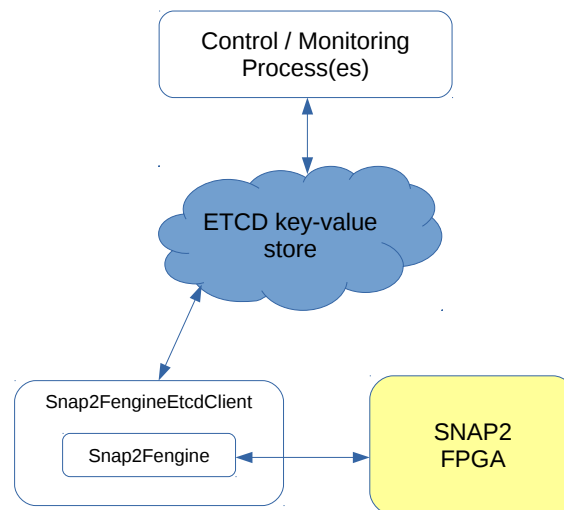 Control / Monitoring
Process(es)
ETCD key-value
store
Snap2FengineEtcdClient
Snap2Fengine
SNAP2
FPGA